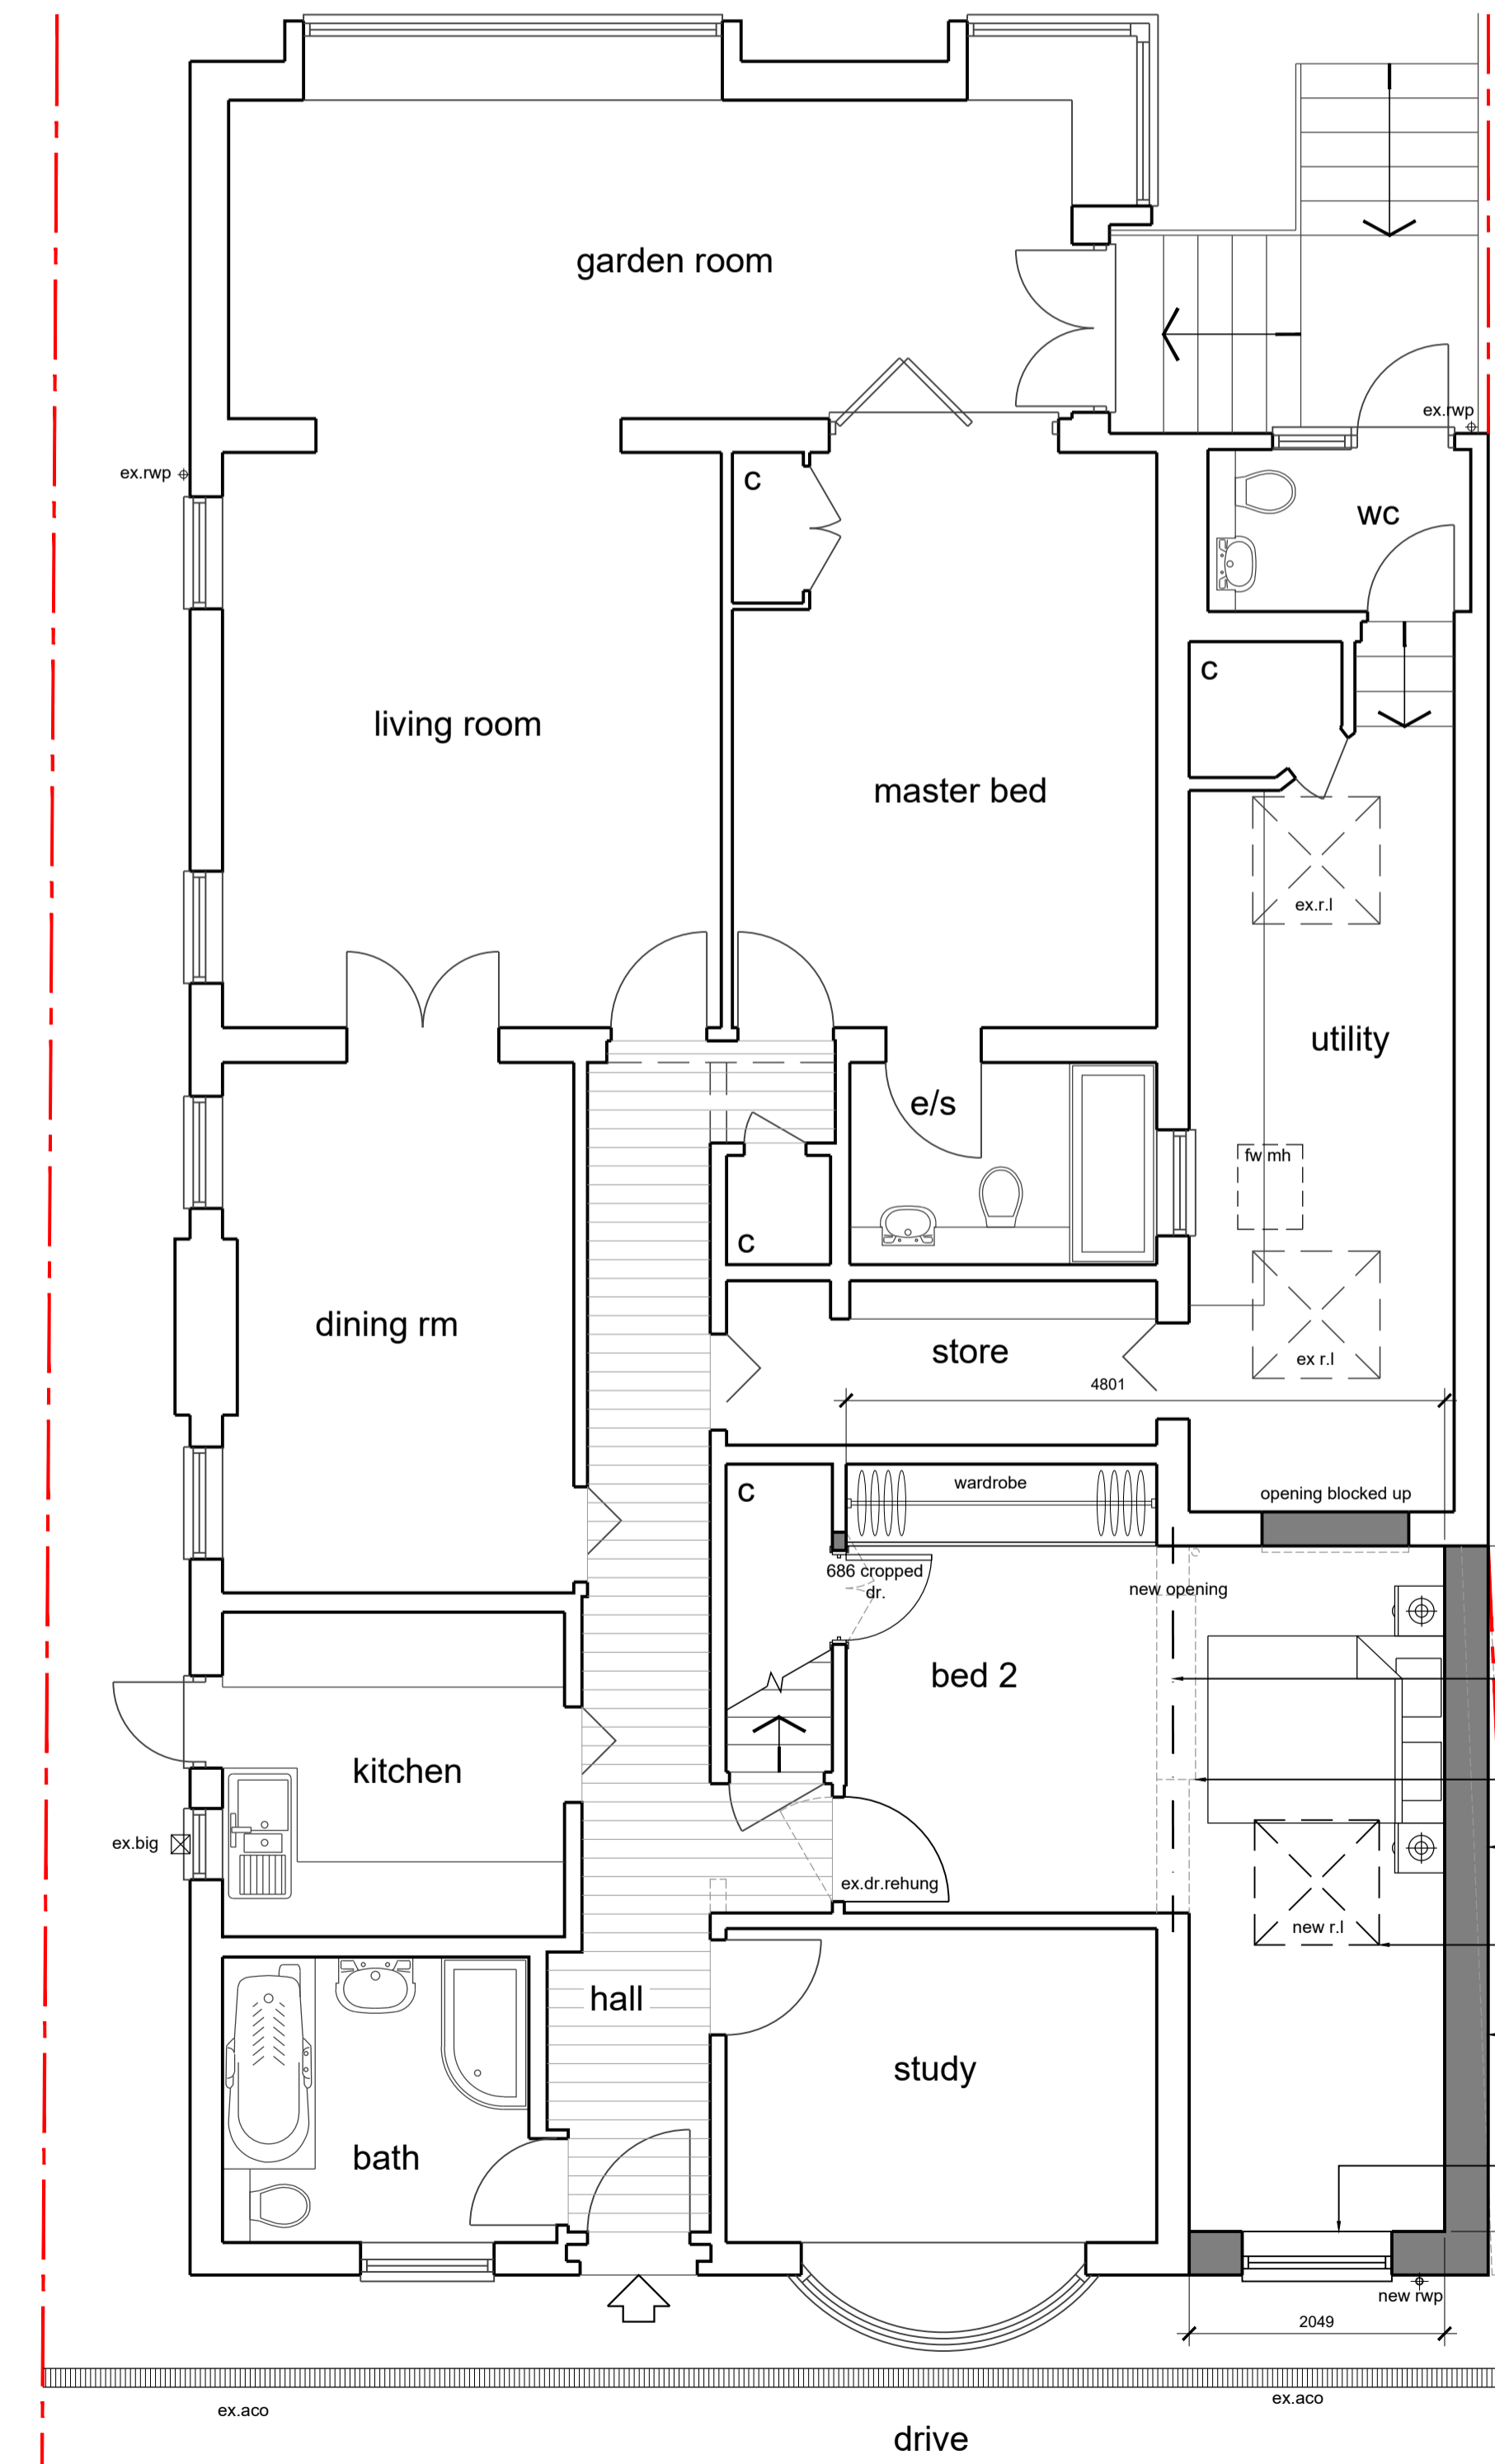 garden room
ex.rwp
ex.rwp
c
wc
c
living room
master bed
ex.r.l
utility
e/s
fw mh
c
dining rm
store
ex r.l
4801
wardrobe
c
opening blocked up
686 cropped
dr.
new opening
bed 2
kitchen
ex.big
ex.dr.rehung
new r.l
hall
study
bath
new rwp
2049
ex.aco
ex.aco
drive